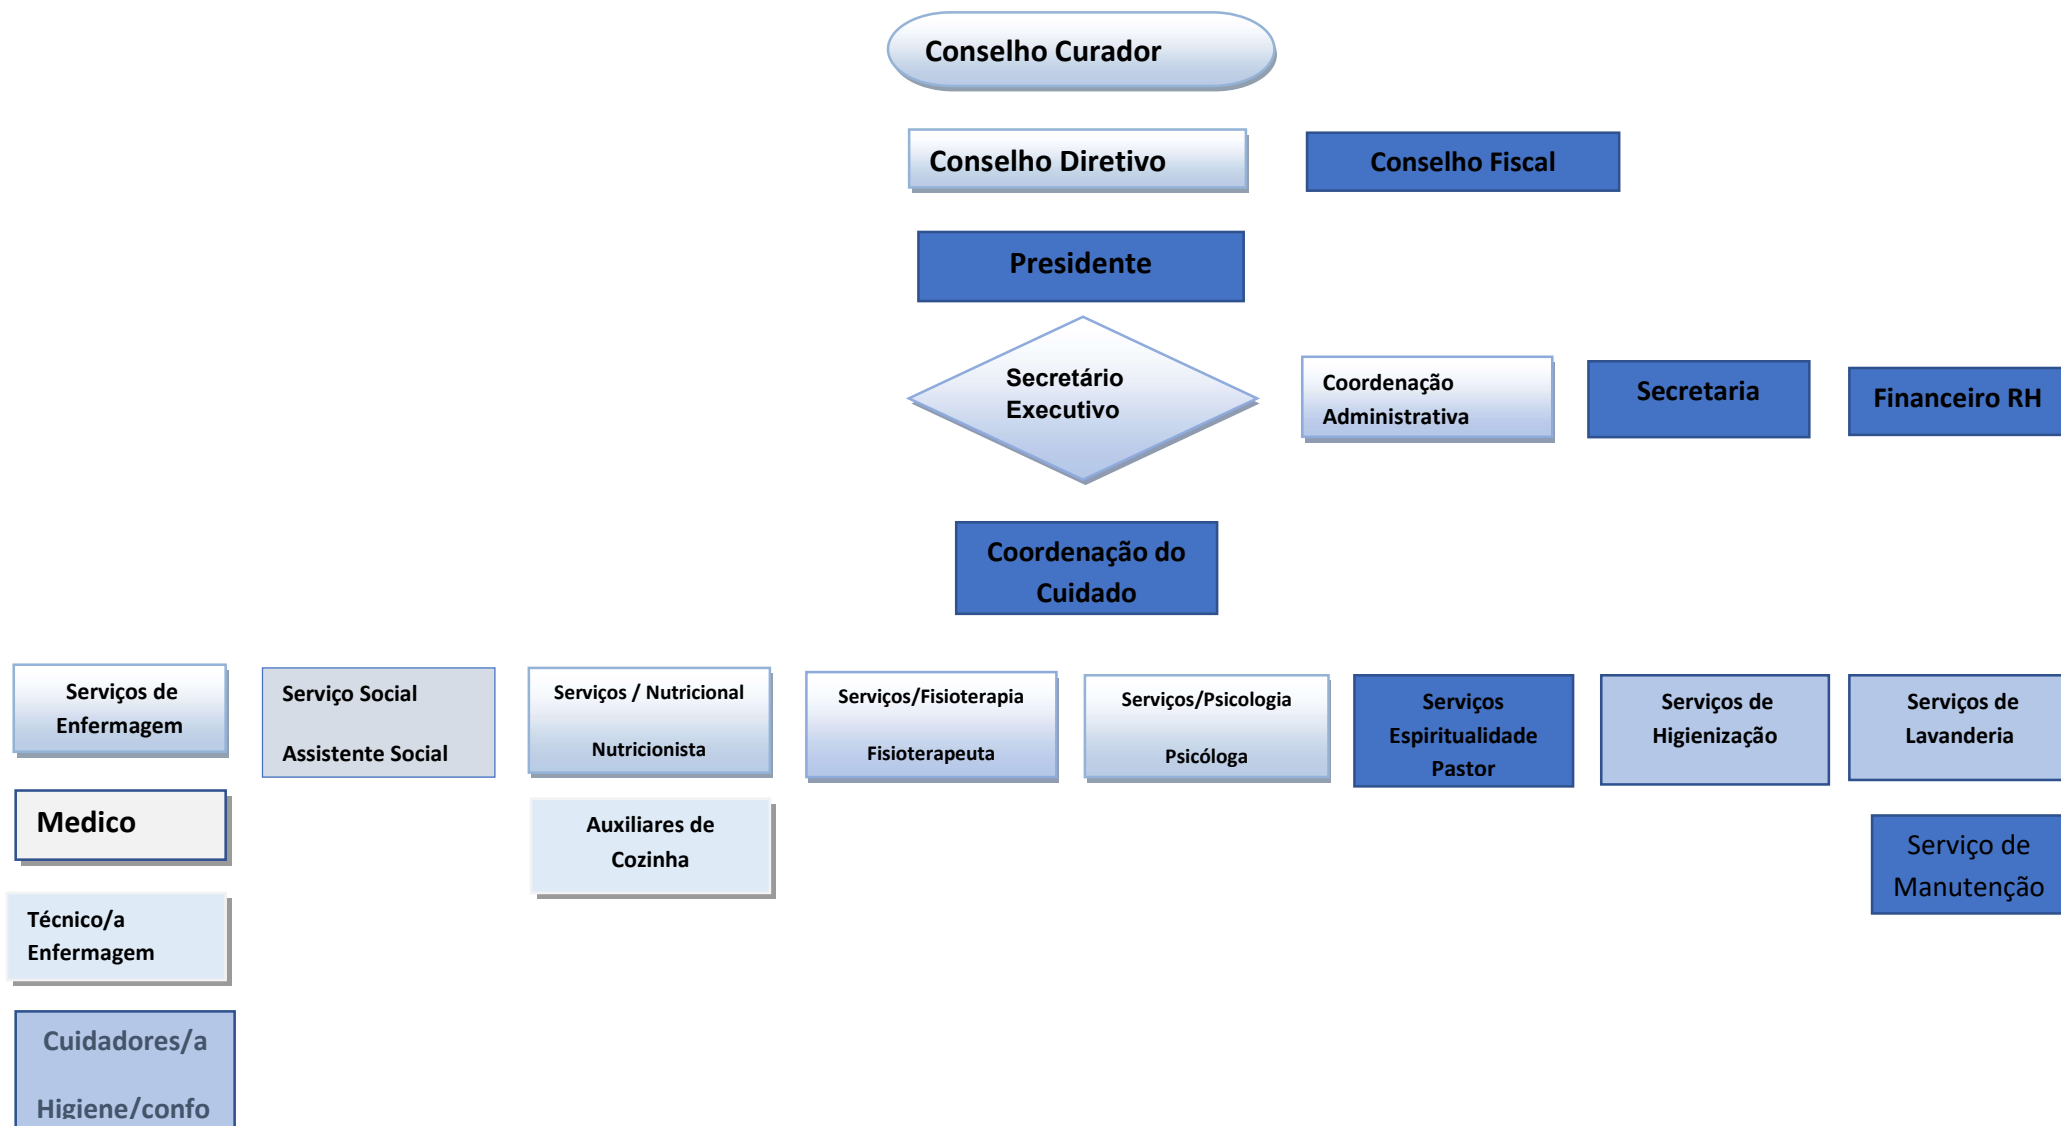 Conselho Curador
Conselho Diretivo
Conselho Fiscal
Presidente
Secretário
Executivo
Coordenação
Administrativa
Secretaria
Financeiro RH
Coordenação do
Cuidado
Serviços de
Enfermagem
Serviço Social
Assistente Social
Serviços / Nutricional
Nutricionista
Serviços/Fisioterapia
Fisioterapeuta
Serviços/Psicologia
Psicóloga
Serviços
Espiritualidade
Pastor
Serviços de
Higienização
Serviços de
Lavanderia
Medico
Auxiliares de
Cozinha
Serviço de
Manutenção
Técnico/a
Enfermagem
Cuidadores/a
Higiene/confo